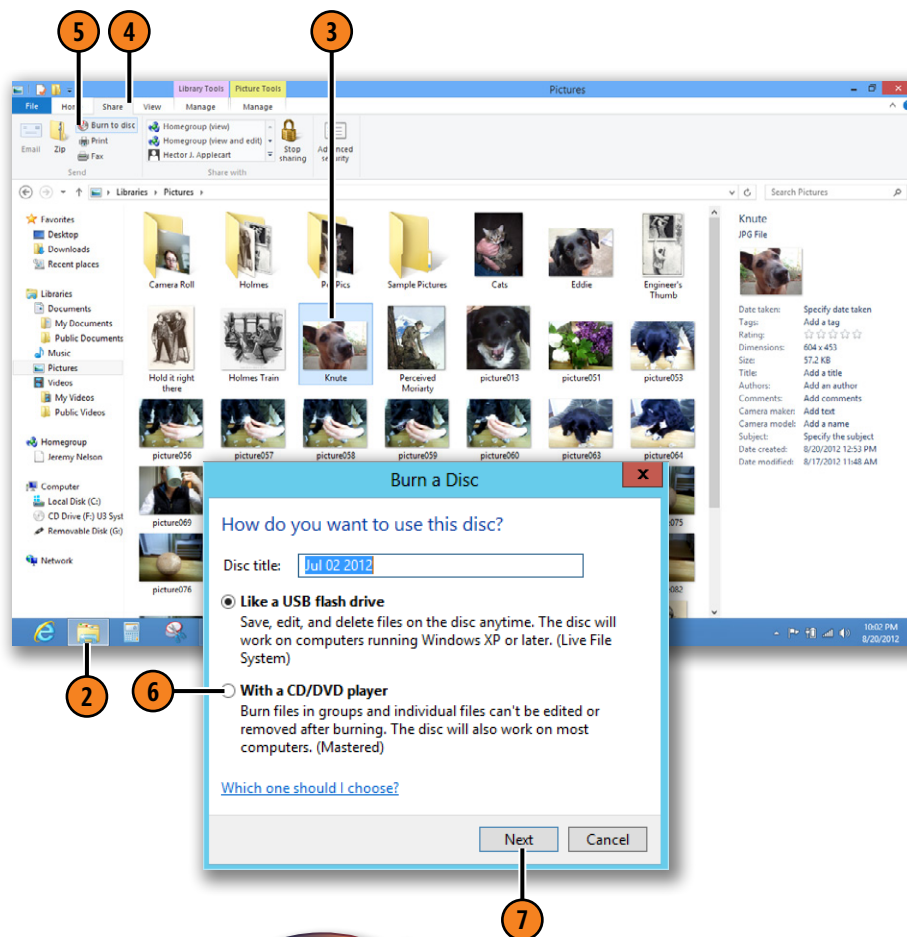 5
4
3
Library Tools
Picture Tools
Pictures
File
Share
View
Manage
Manage
Burn to disc
Homegroup (view)
Print
Homegroup (view and edit)
Fax
Hector J. Applecart
Email
Zip
Stop sharing
Send
Share with
Libraries
Pictures
Search Pictures
Favorites
Desktop
Downloads
Recent places
Libraries
Documents
My Documents
Public Documents
Music
Pictures
Videos
My Videos
Public Videos
Homegroup
Jeremy Nelson
Computer
Local Disk (C:)
CD Drive (F:) U3 Syst
Removable Disk (G:)
Network
Camera Roll
Holmes
Sample Pictures
Cats
Eddie
Engineer's
Thumb
Hold it right
there
Holmes Train
Knute
Perceived
Moriarty
picture013
picture051
picture053
picture056
picture057
picture058
picture059
picture060
picture063
picture064
picture069
075
picture076
082
Knute
JPG File
Date taken: Specify date taken
Tags: Add a tag
Rating:
Dimensions: 604 x 453
Size: 57.2 KB
Title: Add a title
Authors: Add an author
Comments: Add comments
Camera maker: Add text
Camera model: Add a name
Subject: Specify the subject
Date created: 8/20/2012 12:53 PM
Date modified: 8/17/2012 11:48 AM
Burn a Disc
x
How do you want to use this disc?
Disc title: Jul 02 2012
Like a USB flash drive
Save, edit, and delete files on the disc anytime. The disc will
work on computers running Windows XP or later. (Live File
System)
With a CD/DVD player
Burn files in groups and individual files can't be edited or
removed after burning. The disc will also work on most
computers. (Mastered)
Which one should I choose?
Next
Cancel
10:02 PM
8/20/2012
2
6
7